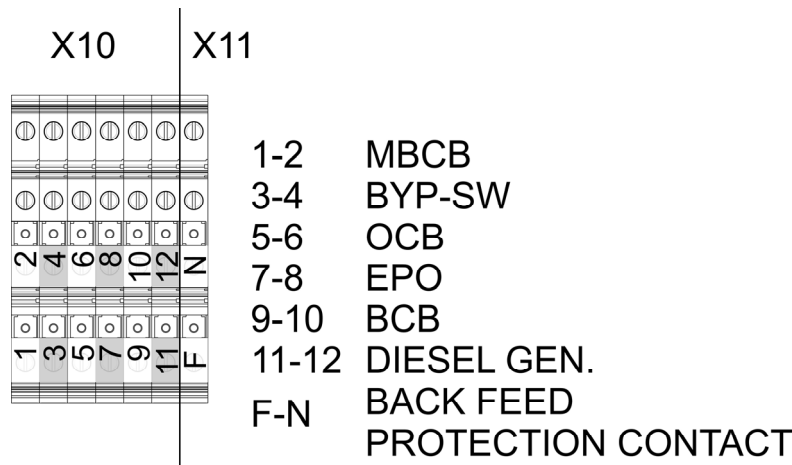 X10 X11
2 4 6 8 10 12 N
1 3 5 7 9 11 F
1-2 MBCB
3-4 BYP-SW
5-6 OCB
7-8 EPO
9-10 BCB
11-12 DIESEL GEN.
F-N BACK FEED
PROTECTION CONTACT